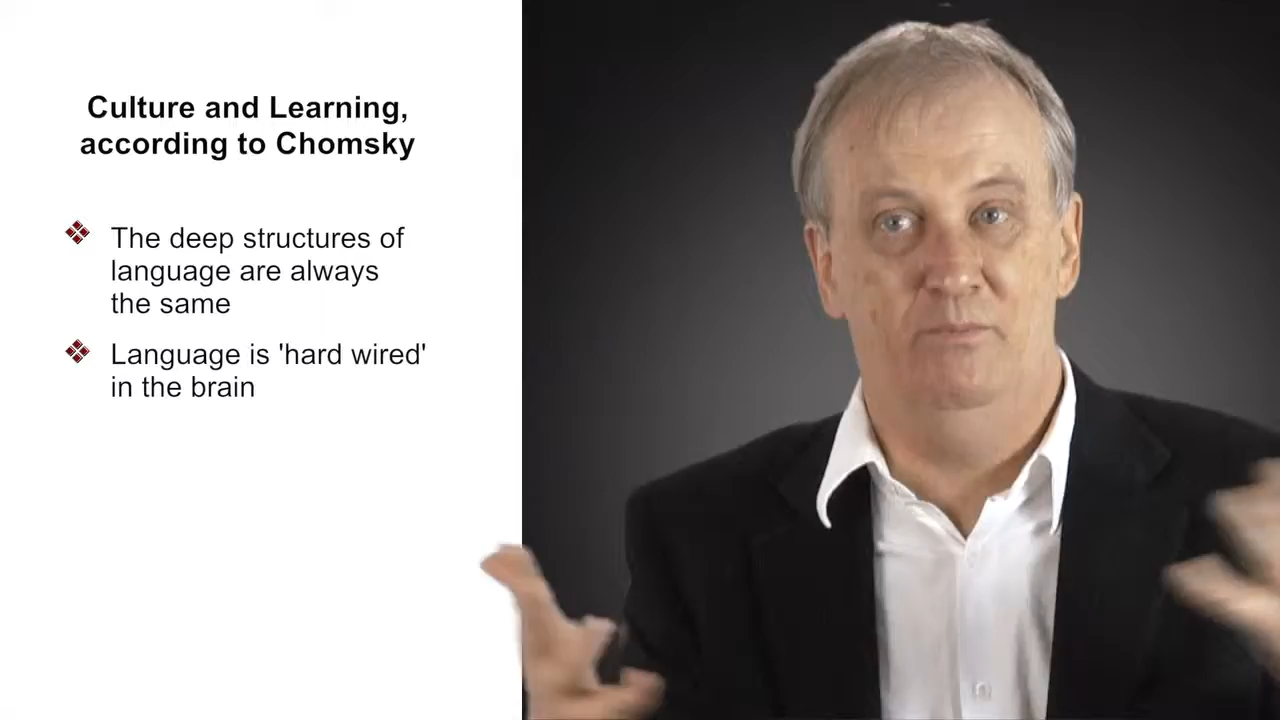 Culture and Learning,
according to Chomsky
The deep structures of
language are always
the same
Language is 'hard wired'
in the brain